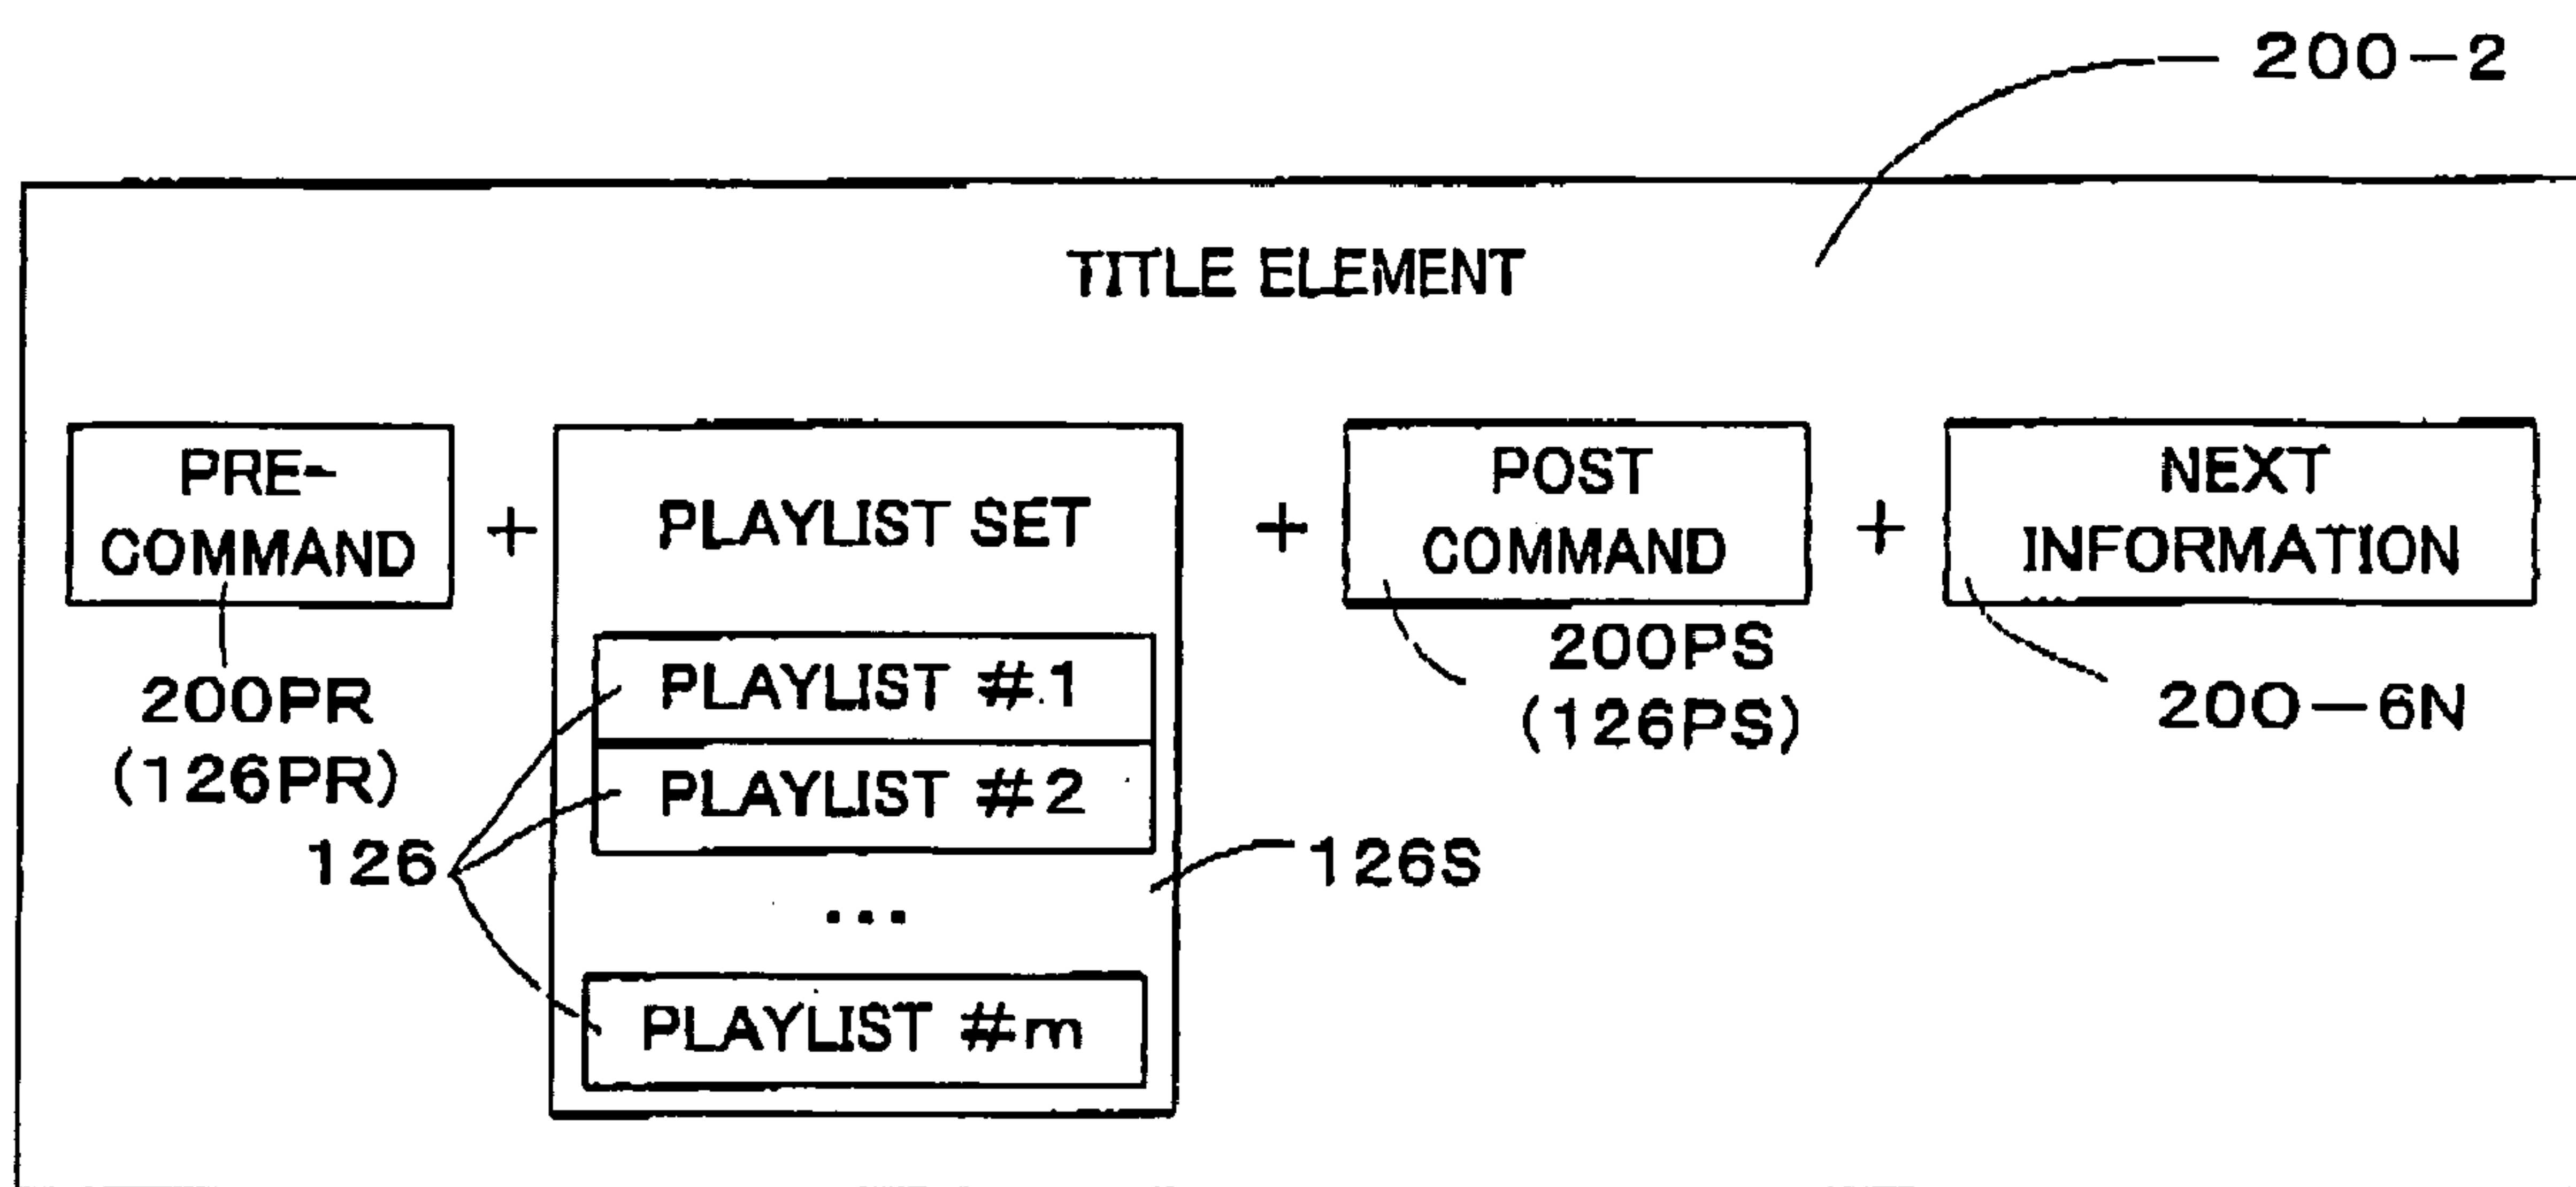 200-2
TITLE ELEMENT
PRE-
COMMAND
+
PLAYLIST SET
+
POST
COMMAND
+
NEXT
INFORMATION
200PR
(126PR)
PLAYLIST #1
PLAYLIST #2
...
PLAYLIST #m
126
126S
200PS
(126PS)
200-6N